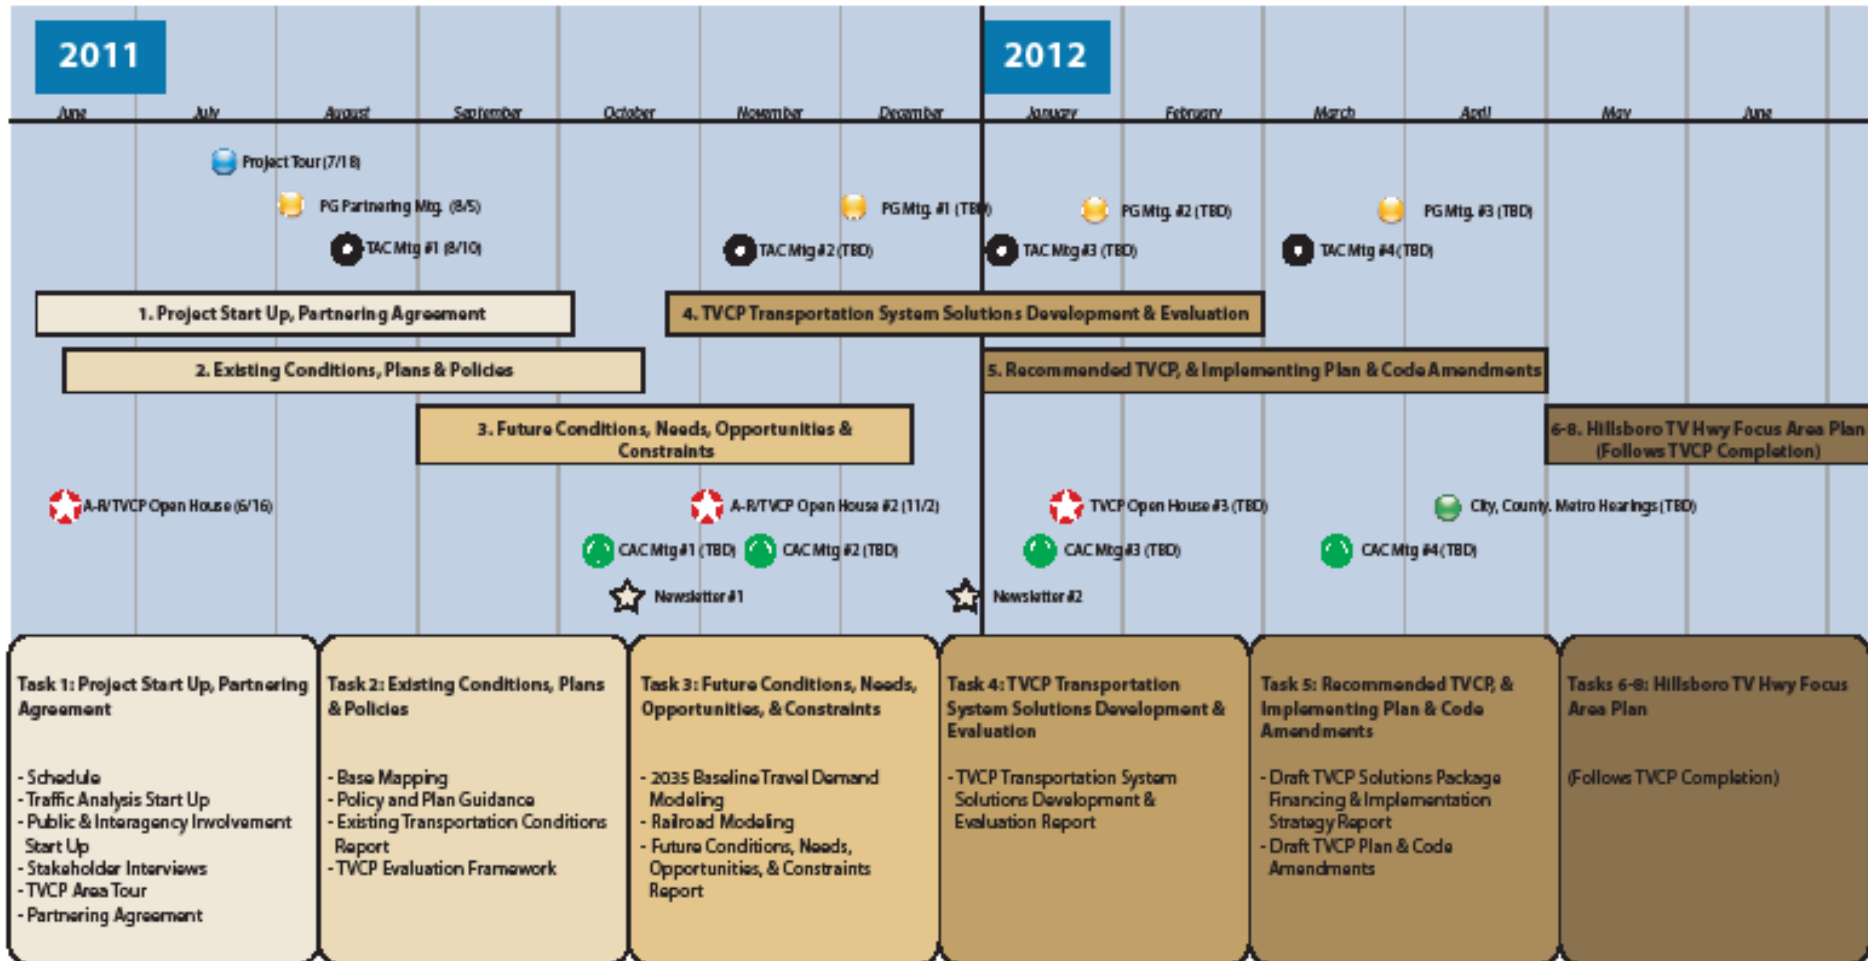 2011
2012
June July August September October November December January February March April May June
Project Tour (7/18)
PG Partnering Mtg. (8/5)
PG Mtg. #1 (TBD)
PG Mtg. #2 (TBD)
PG Mtg. #3 (TBD)
TAC Mtg #1 (8/10)
TAC Mtg #2 (TBD)
TAC Mtg #3 (TBD)
TAC Mtg #4 (TBD)
1. Project Start Up, Partnering Agreement
4. TVCP Transportation System Solutions Development & Evaluation
2. Existing Conditions, Plans & Policies
5. Recommended TVCP, & Implementing Plan & Code Amendments
3. Future Conditions, Needs, Opportunities &
Constraints
6-8. Hillsboro TV Hwy Focus Area Plan
(Follows TVCP Completion)
A-R/TVCP Open House (6/16)
A-R/TVCP Open House #2 (11/2)
TVCP Open House #3 (TBD)
City, County. Metro Hearings (TBD)
CAC Mtg #1 (TBD)
CAC Mtg #2 (TBD)
CAC Mtg #3 (TBD)
CAC Mtg #4 (TBD)
Newsletter #1
Newsletter #2
Task 1: Project Start Up, Partnering
Agreement
- Schedule
- Traffic Analysis Start Up
- Public & Interagency Involvement
Start Up
- Stakeholder Interviews
- TVCP Area Tour
- Partnering Agreement
Task 2: Existing Conditions, Plans
& Policies
- Base Mapping
- Policy and Plan Guidance
- Existing Transportation Conditions
Report
- TVCP Evaluation Framework
Task 3: Future Conditions, Needs,
Opportunities, & Constraints
- 2035 Baseline Travel Demand
Modeling
- Railroad Modeling
- Future Conditions, Needs,
Opportunities, & Constraints
Report
Task 4: TVCP Transportation
System Solutions Development &
Evaluation
- TVCP Transportation System
Solutions Development &
Evaluation Report
Task 5: Recommended TVCP, &
Implementing Plan & Code
Amendments
- Draft TVCP Solutions Package
Financing & Implementation
Strategy Report
- Draft TVCP Plan & Code
Amendments
Tasks 6-8: Hillsboro TV Hwy Focus
Area Plan
(Follows TVCP Completion)